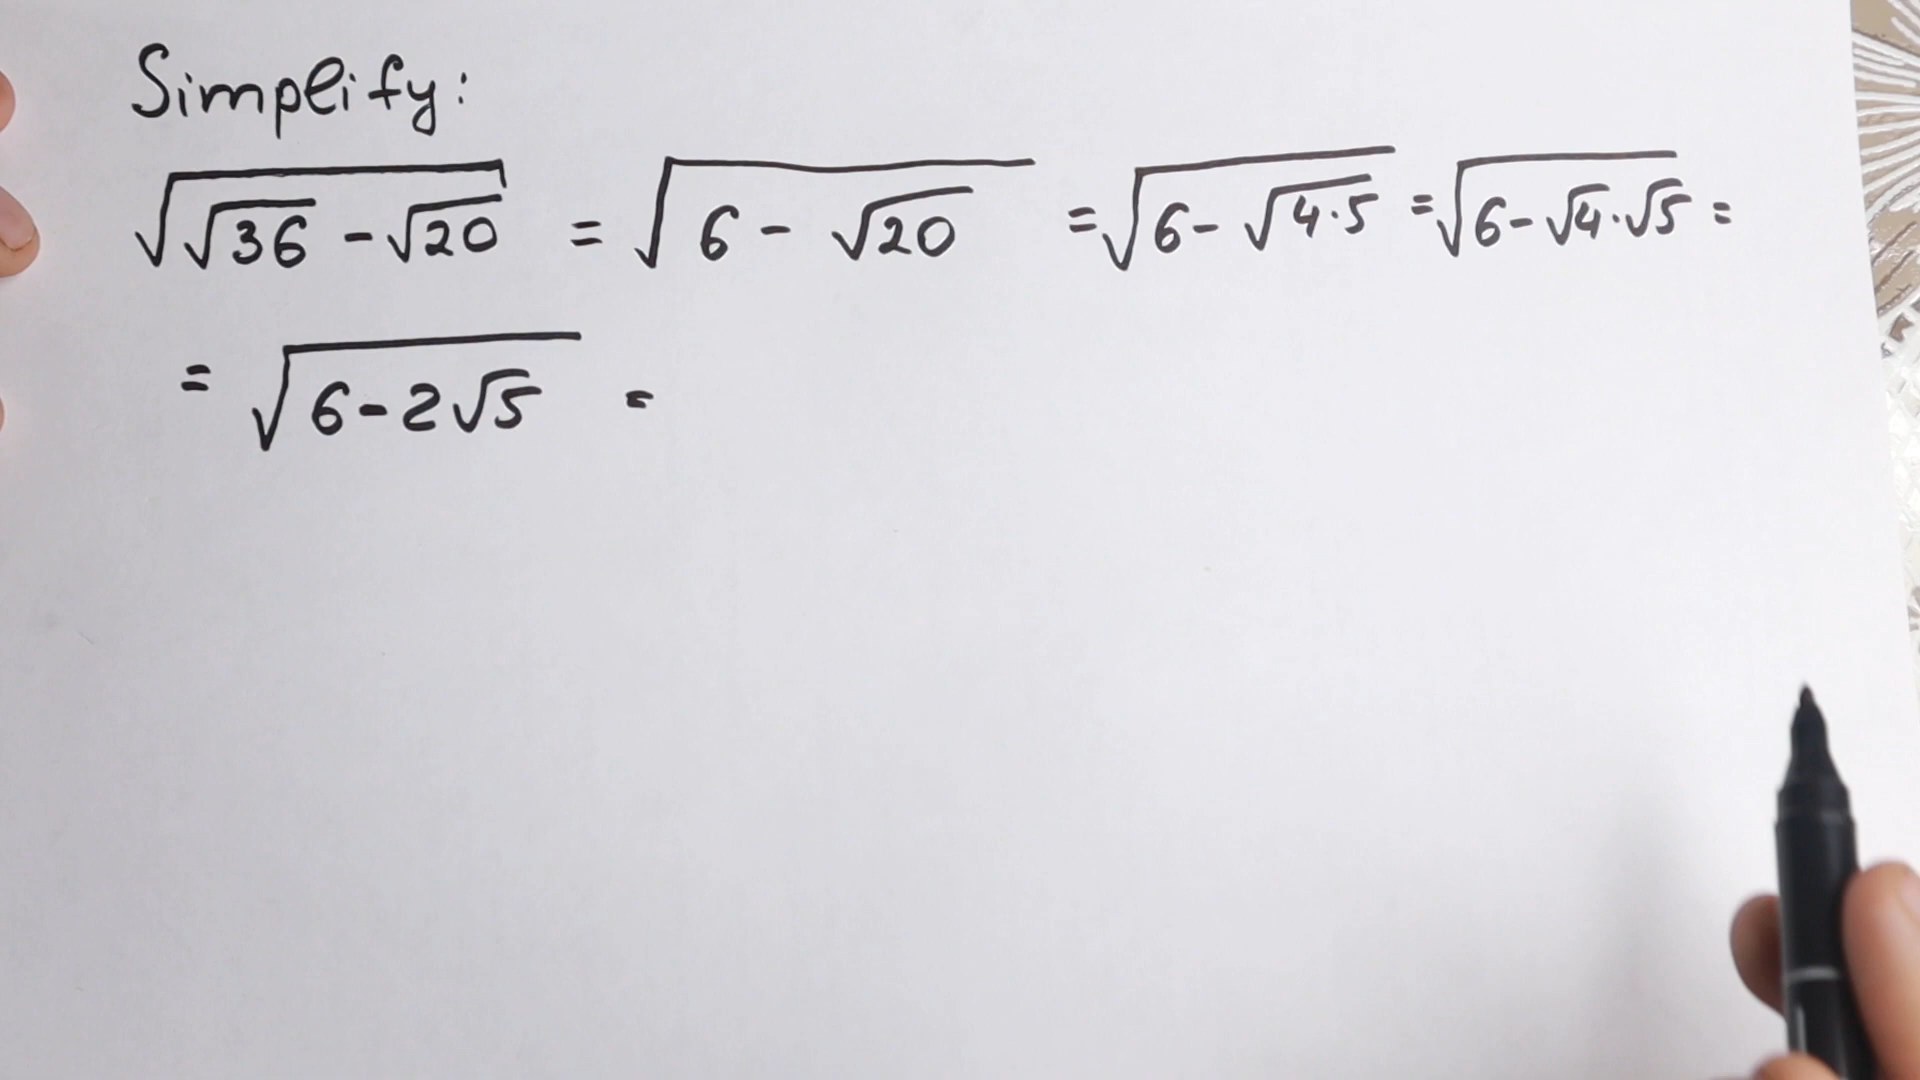 Simplify:
√(√36 - √20) = √(6 - √20) = √(6 - √(4·5)) = √(6 - √4·√5) =
= √(6 - 2√5) =